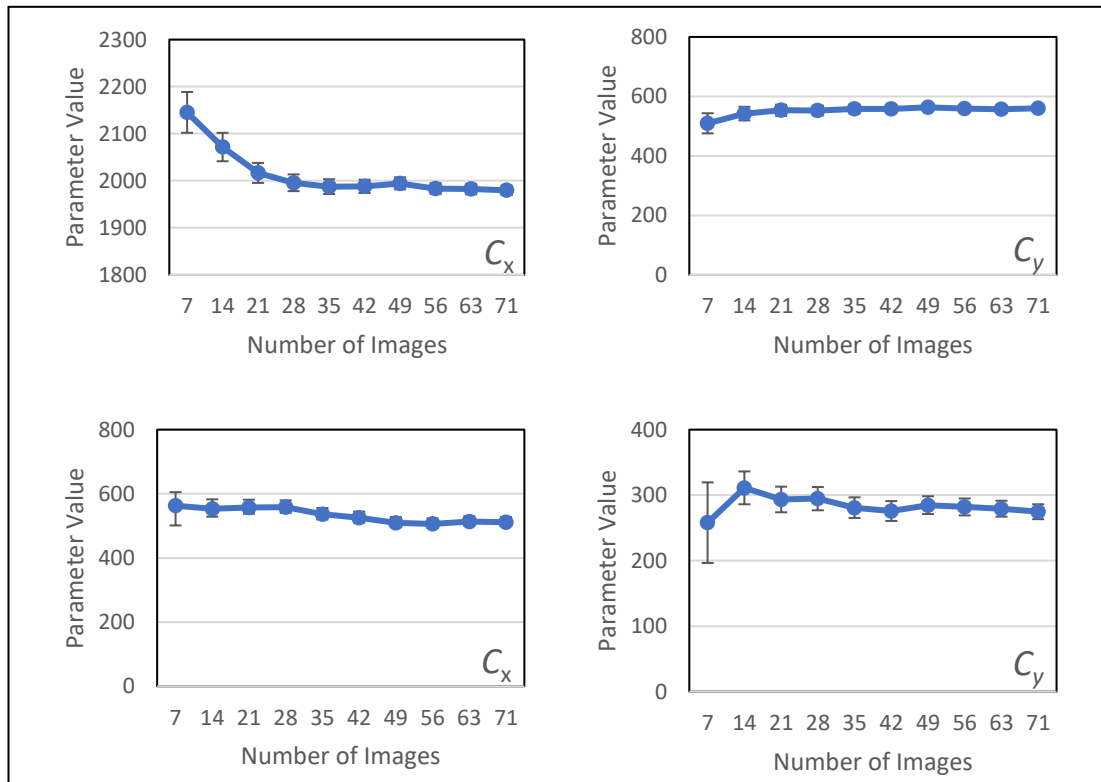 2300
2200
2100
2000
1900
1800
Parameter Value
Cx
7 14 21 28 35 42 49 56 63 71
Number of Images
800
600
400
200
0
Parameter Value
Cy
7 14 21 28 35 42 49 56 63 71
Number of Images
800
600
400
200
0
Parameter Value
Cx
7 14 21 28 35 42 49 56 63 71
Number of Images
400
300
200
100
0
Parameter Value
Cy
7 14 21 28 35 42 49 56 63 71
Number of Images